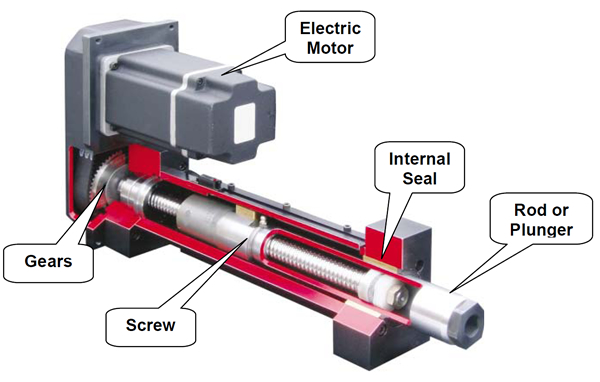 Electric
Motor
Internal
Seal
Rod or
Plunger
Gears
Screw